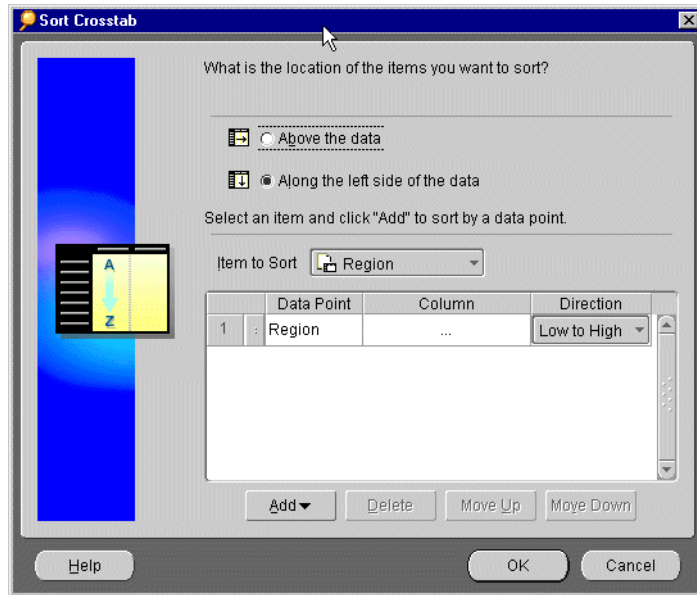 Sort Crosstab
What is the location of the items you want to sort?
Above the data
Along the left side of the data
Select an item and click "Add" to sort by a data point.
Item to Sort Region
Data Point Column Direction
1 : Region ... Low to High
A
Z
Add Delete Move Up Move Down
Help OK Cancel